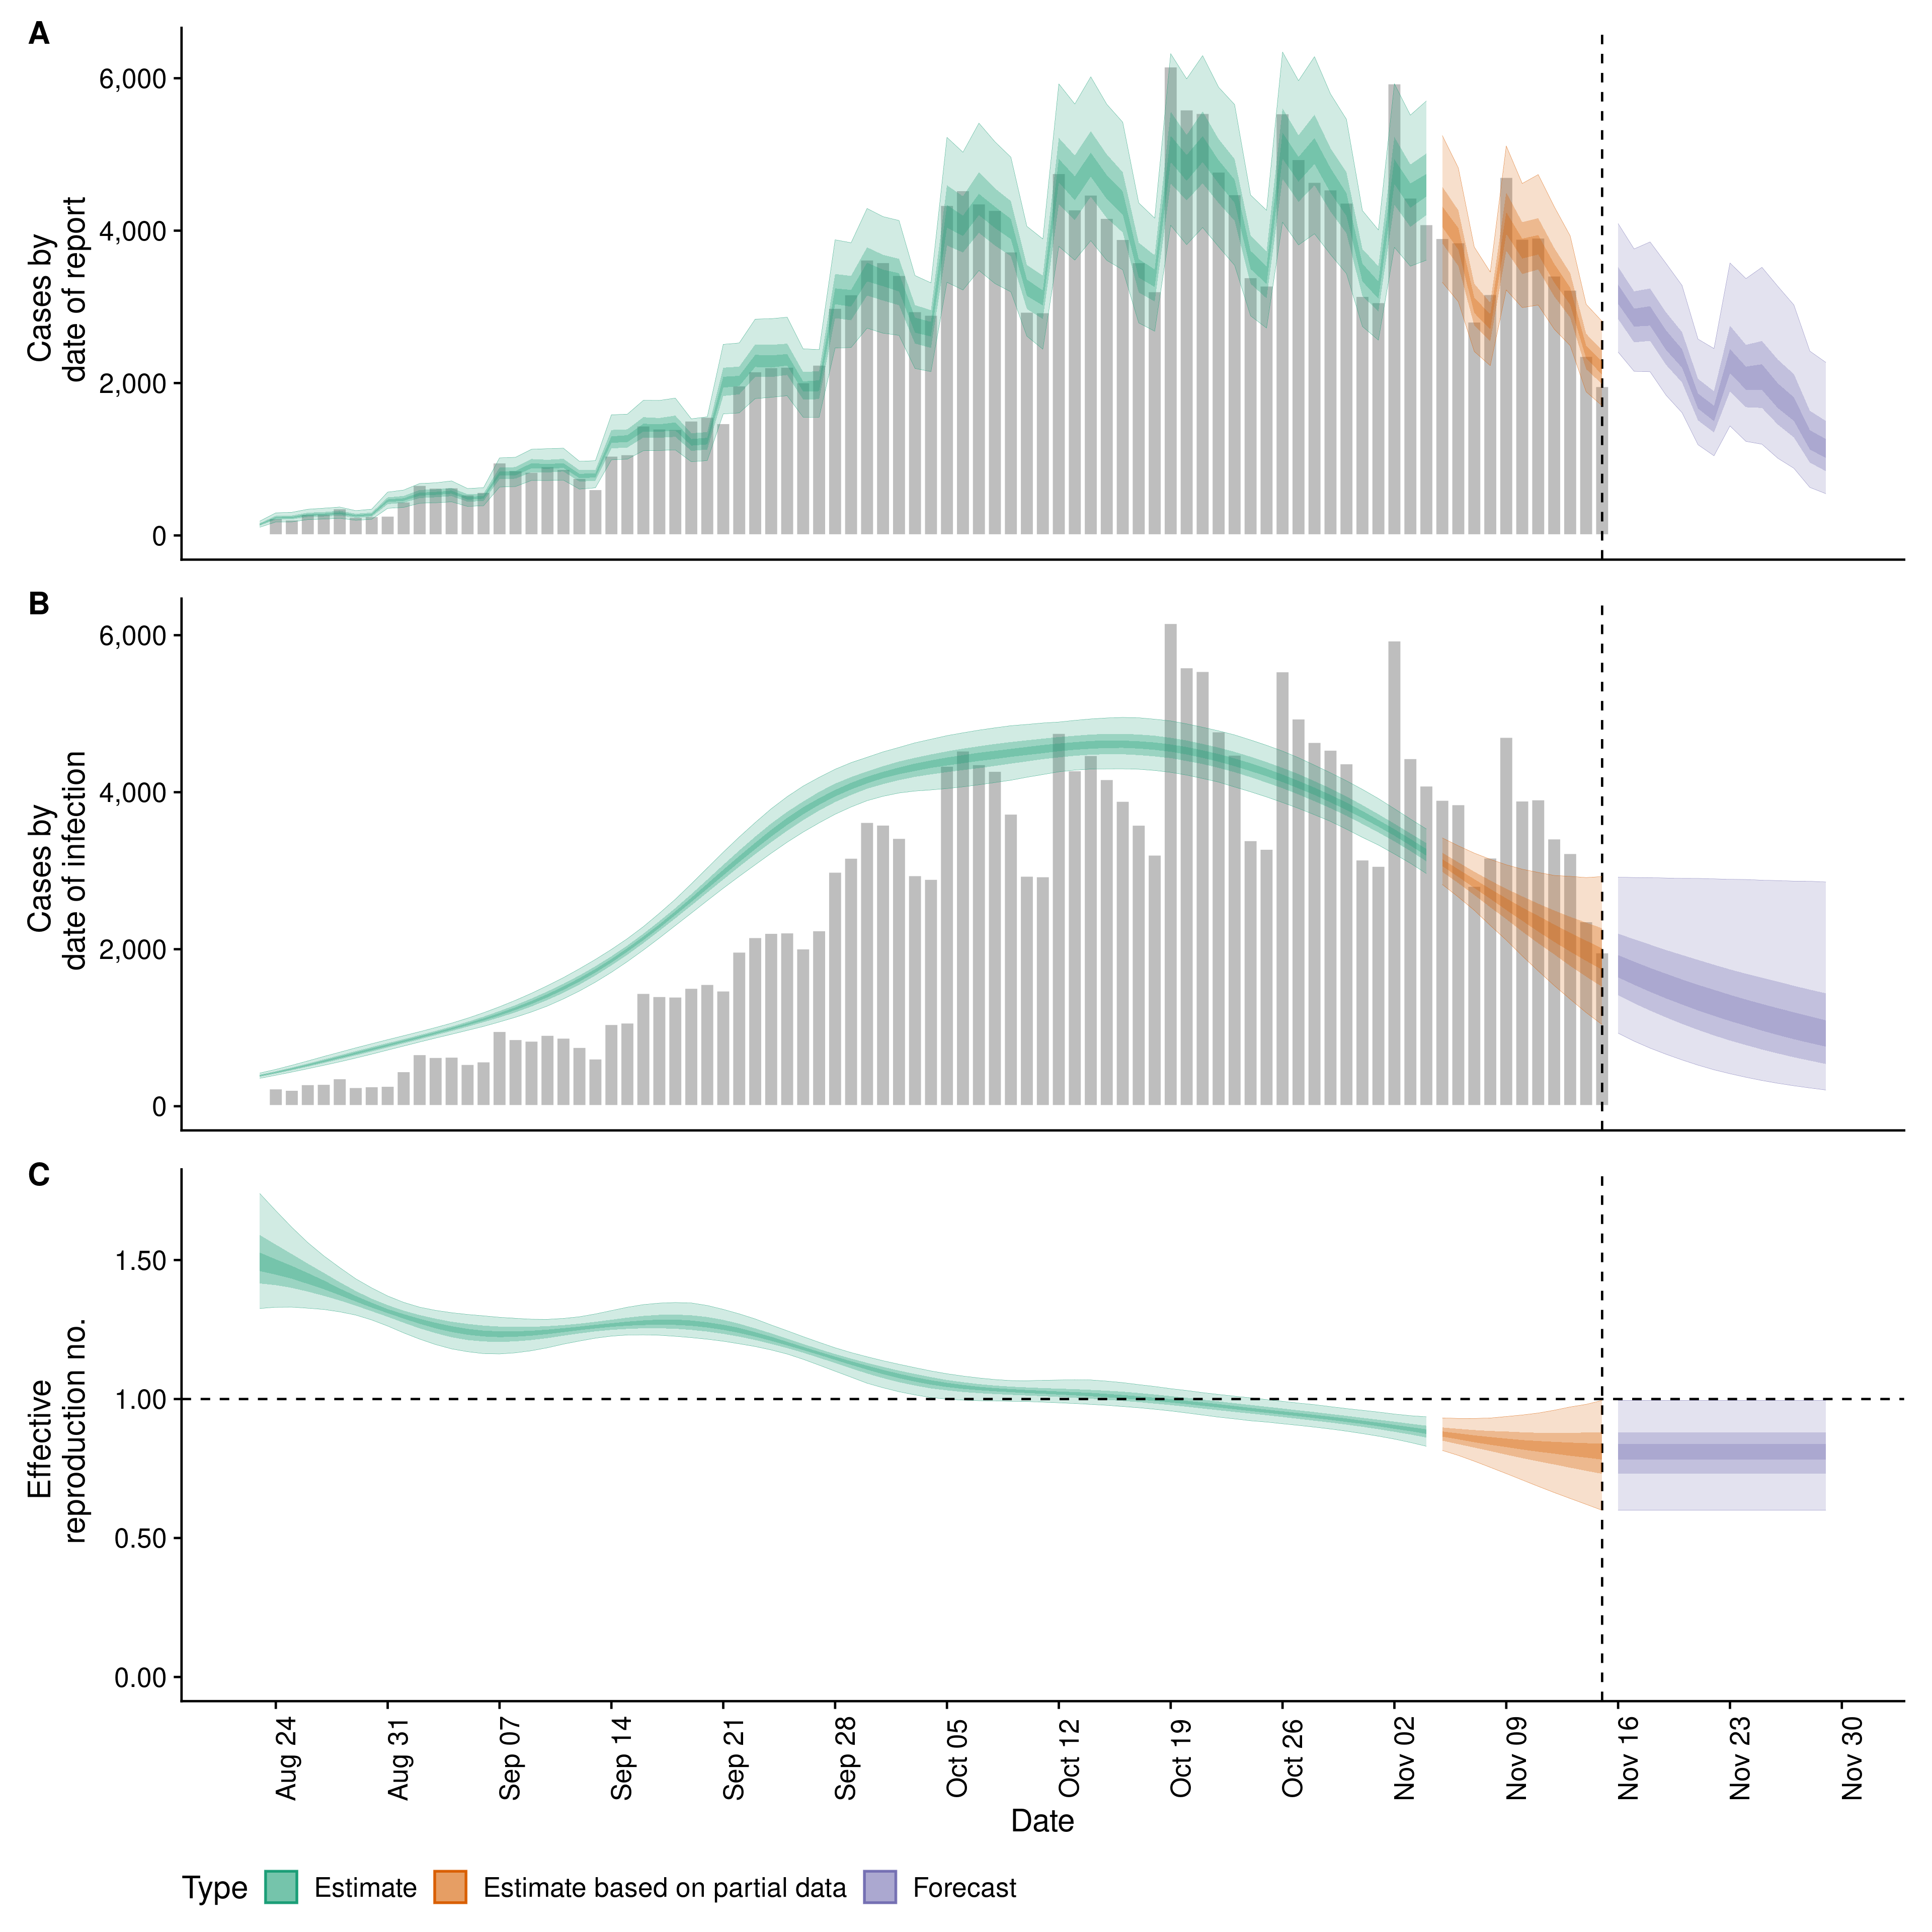 A
Cases by
date of report
6,000
4,000
2,000
0
B
Cases by
date of infection
6,000
4,000
2,000
0
C
Effective
reproduction no.
1.50
1.00
0.50
0.00
Aug 24
Aug 31
Sep 07
Sep 14
Sep 21
Sep 28
Oct 05
Oct 12
Oct 19
Oct 26
Nov 02
Nov 09
Nov 16
Nov 23
Nov 30
Date
Type Estimate Estimate based on partial data Forecast